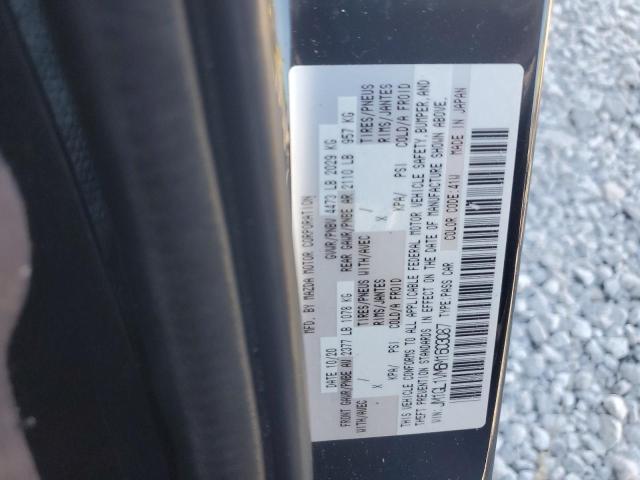 MFD. BY MAZDA MOTOR CORPORATION
DATE 10/20 GVWR/PNBV 4473 LB 2029 KG
FRONT GAWR/PNBE AV 2377 LB 1078 KG REAR GAWR/PNBE AR 2110 LB 957 KG
WITH/AVEC / TIRES/PNEUS WITH/AVEC / TIRES/PNEUS
X RIMS/JANTES X RIMS/JANTES
KPA/ PSI COLD/A FROID KPA/ PSI COLD/A FROID
THIS VEHICLE CONFORMS TO ALL APPLICABLE FEDERAL MOTOR VEHICLE SAFETY, BUMPER, AND
THEFT PREVENTION STANDARDS IN EFFECT ON THE DATE OF MANUFACTURE SHOWN ABOVE.
VIN: JM1GL1VM6M1603087 TYPE:PASS CAR COLOR CODE:41W MADE IN JAPAN